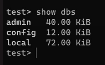 test> show dbs
admin   40.00 KiB
config  12.00 KiB
local   72.00 KiB
test>